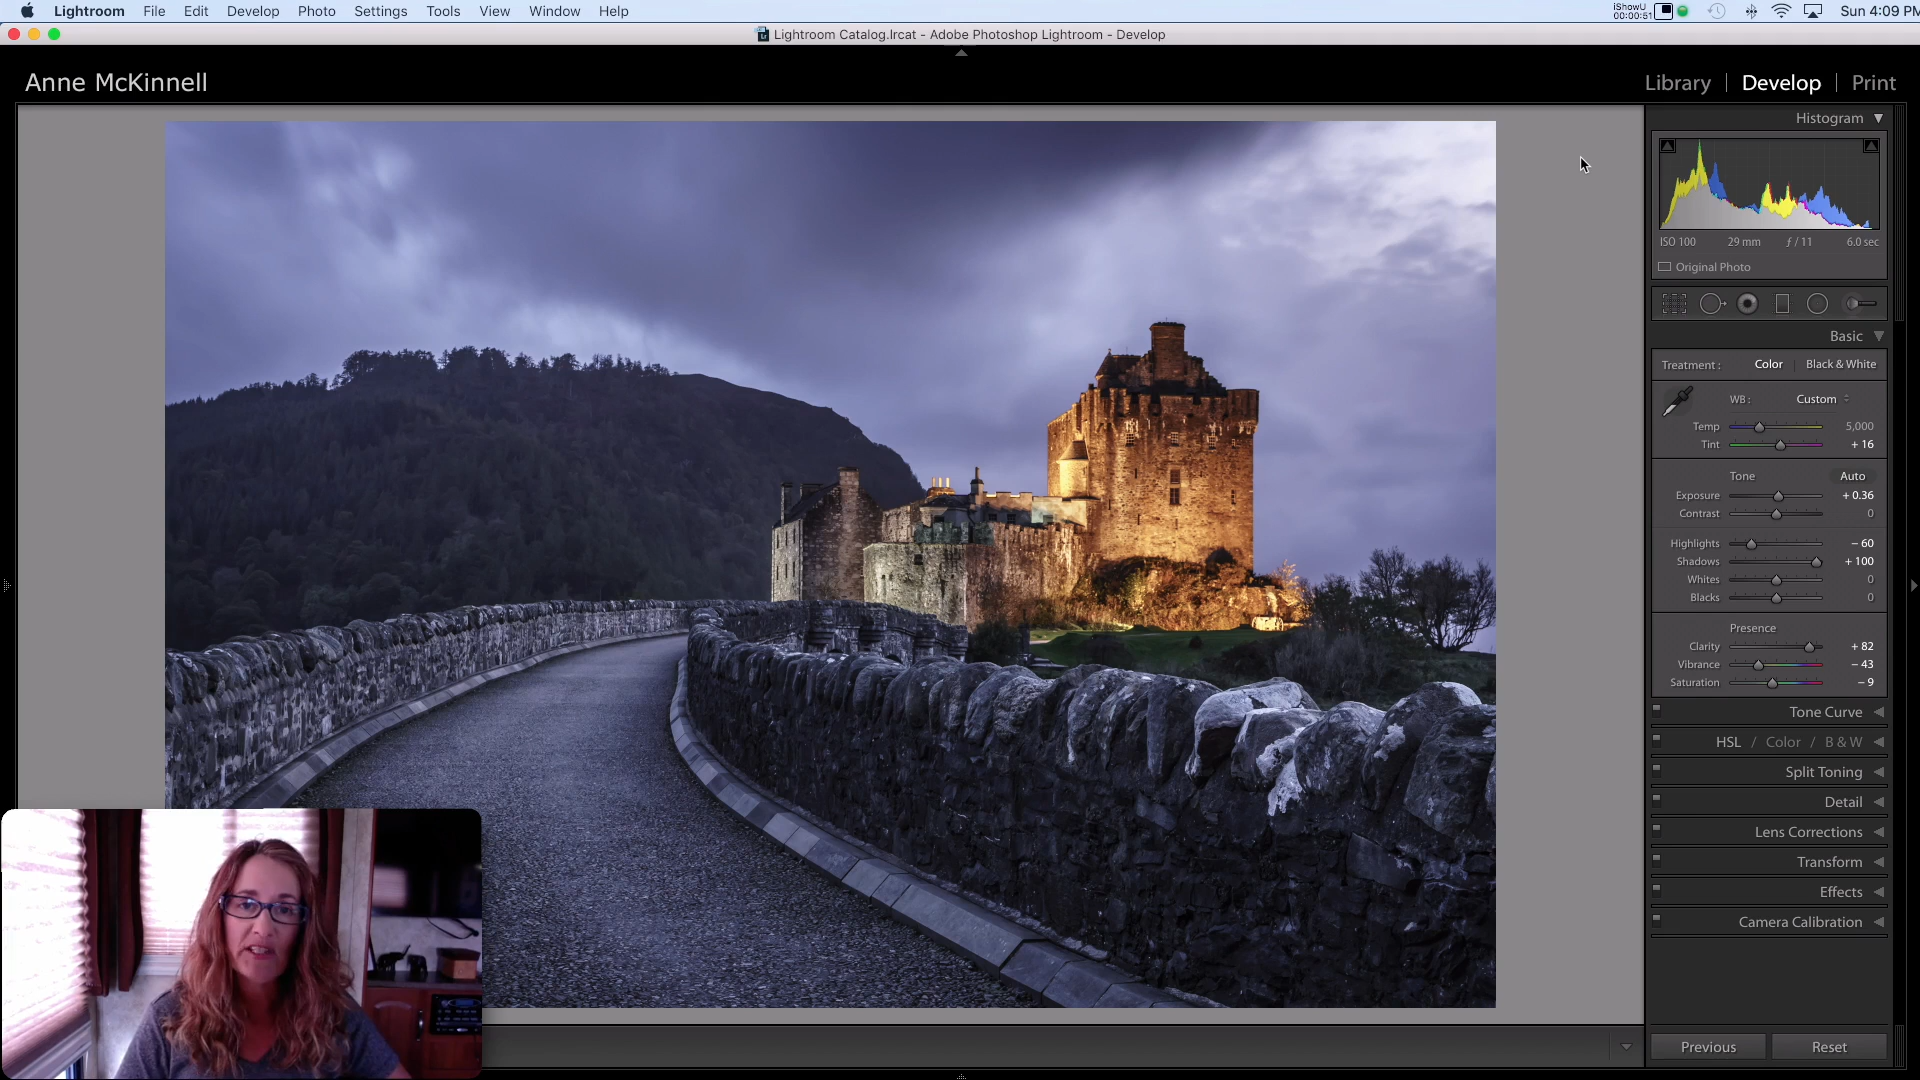 Lightroom File Edit Develop Photo Settings Tools View Window Help
iShowU
00:00:51
Sun 4:09 PM
Lightroom Catalog.lrcat - Adobe Photoshop Lightroom - Develop
Anne McKinnell
Library | Develop | Print
Histogram
ISO 100 29 mm ƒ / 11 6.0 sec
Original Photo
Basic
Treatment : Color Black & White
WB : Custom
Temp 5,000
Tint + 16
Tone Auto
Exposure + 0.36
Contrast 0
Highlights – 60
Shadows + 100
Whites 0
Blacks 0
Presence
Clarity + 82
Vibrance – 43
Saturation – 9
Tone Curve
HSL / Color / B & W
Split Toning
Detail
Lens Corrections
Transform
Effects
Camera Calibration
Previous Reset